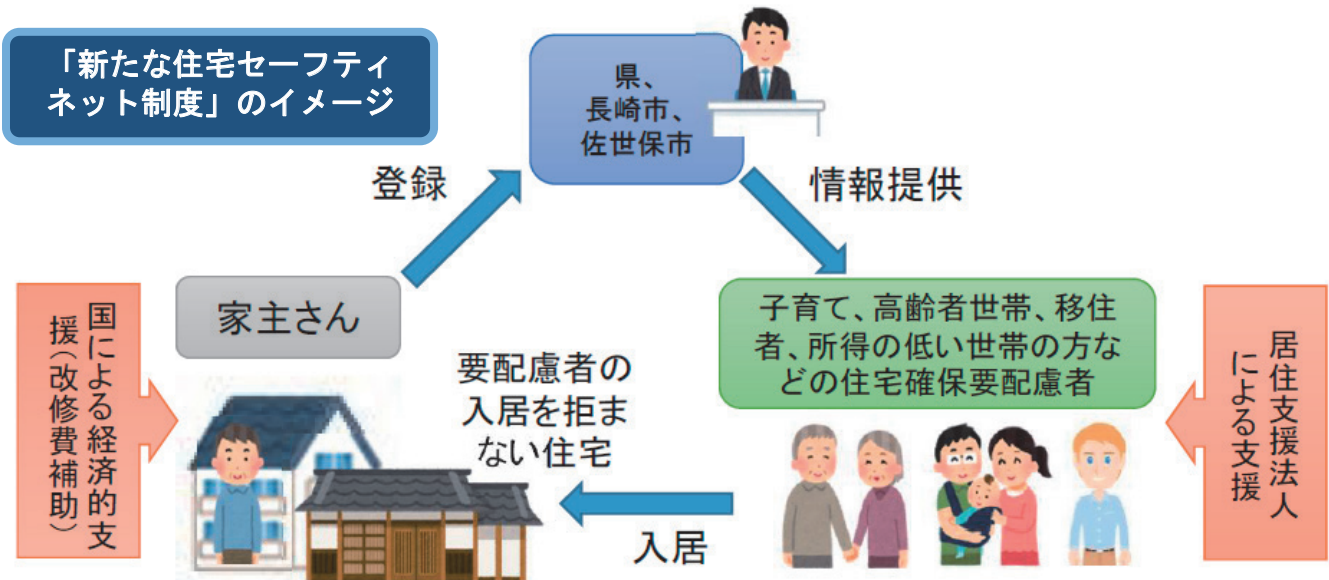 「新たな住宅セーフティ
ネット制度」のイメージ
県、
長崎市、
佐世保市
登録
情報提供
国による経済的支
援（改修費補助）
家主さん
子育て、高齢者世帯、移住
者、所得の低い世帯の方な
どの住宅確保要配慮者
居住支援法人
による支援
要配慮者の
入居を拒ま
ない住宅
入居